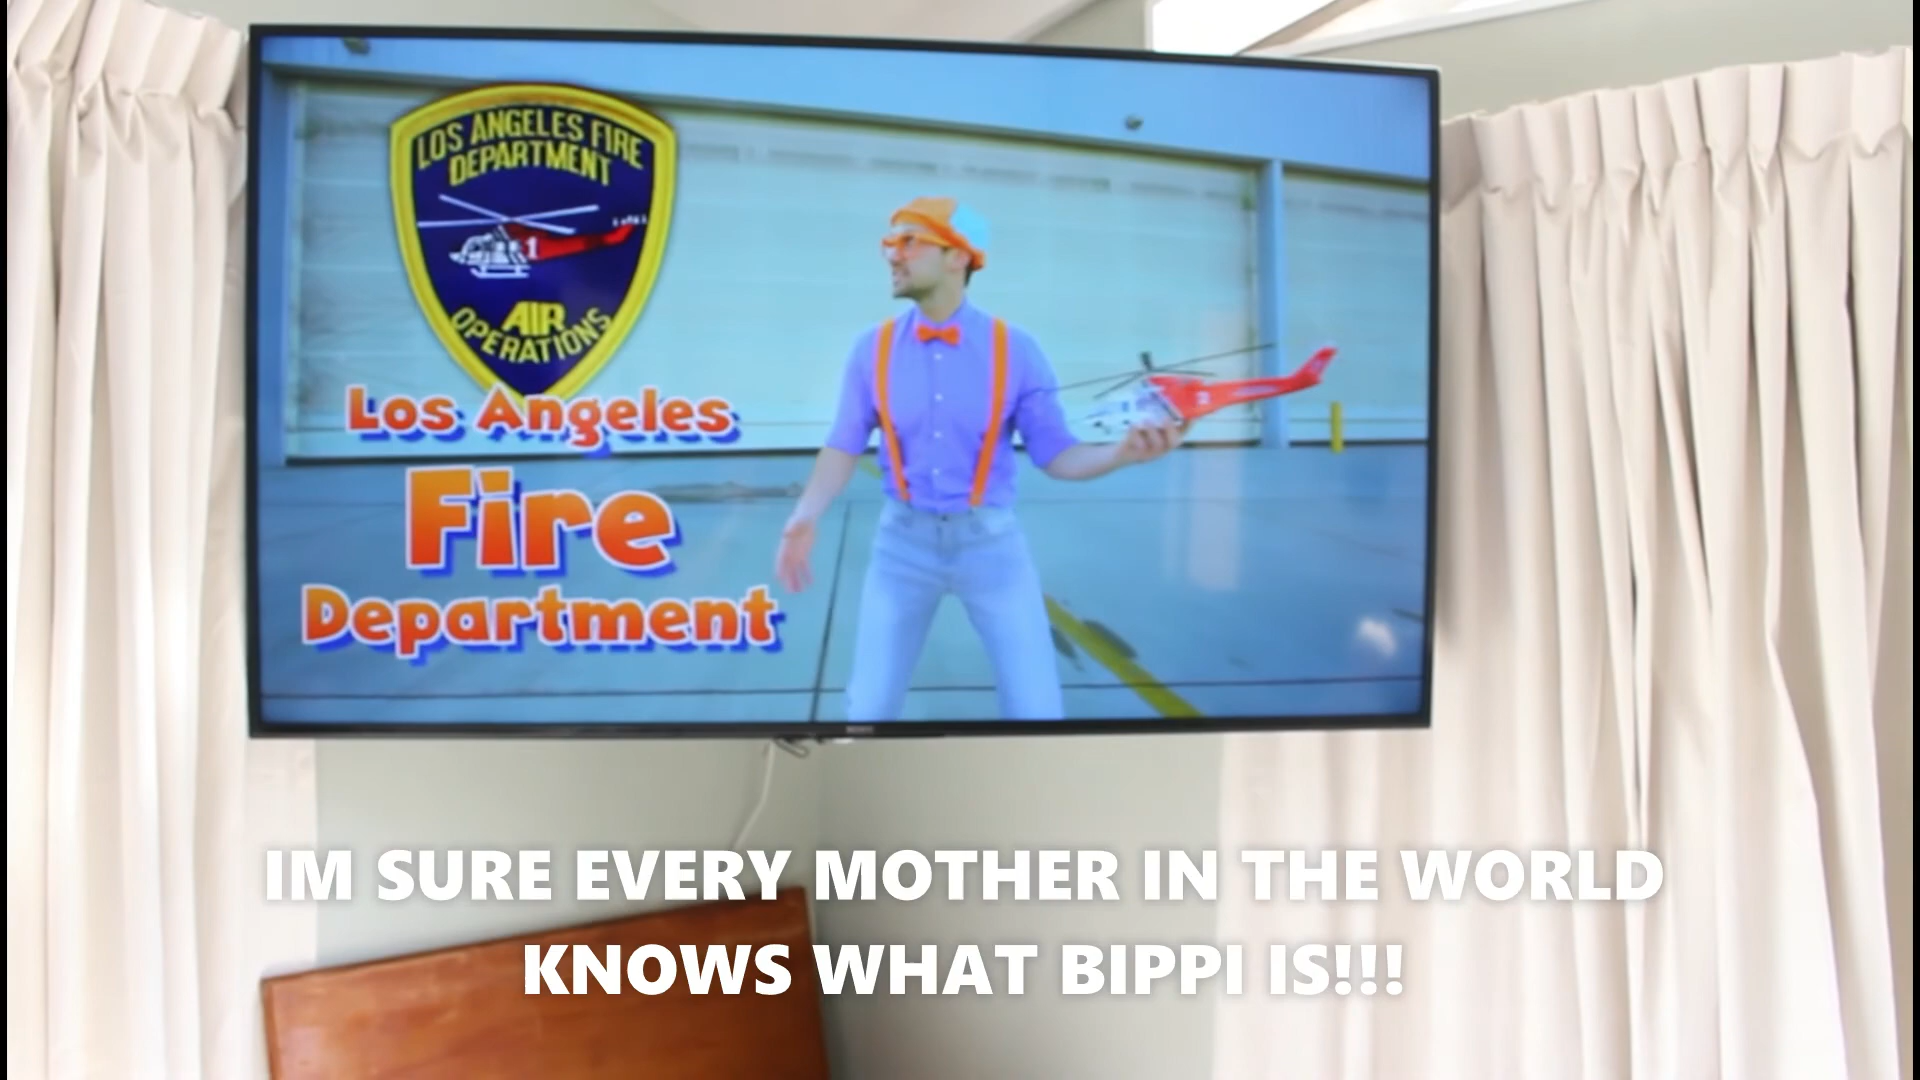 LOS ANGELES FIRE
DEPARTMENT
1
AIR
OPERATIONS
Los Angeles
Fire
Department
IM SURE EVERY MOTHER IN THE WORLD
KNOWS WHAT BIPPI IS!!!